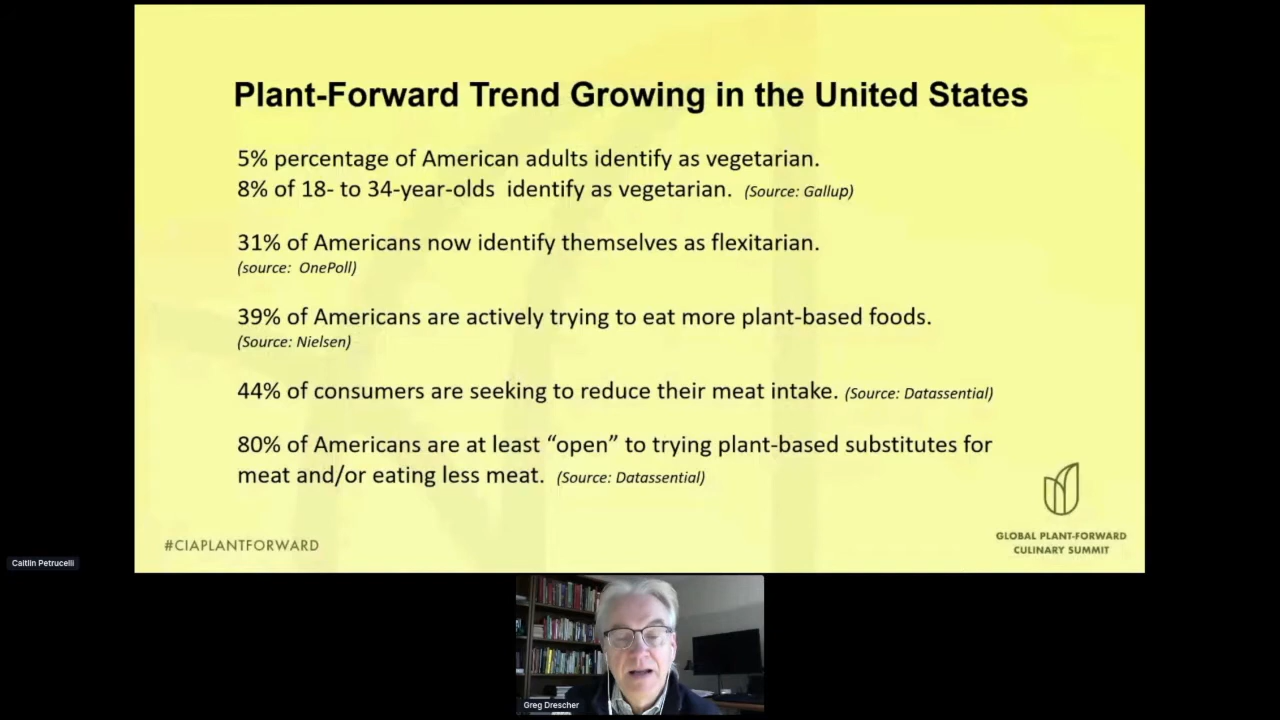 Plant-Forward Trend Growing in the United States
5% percentage of American adults identify as vegetarian.
8% of 18- to 34-year-olds  identify as vegetarian.  (Source: Gallup)
31% of Americans now identify themselves as flexitarian.
(source:  OnePoll)
39% of Americans are actively trying to eat more plant-based foods.
(Source: Nielsen)
44% of consumers are seeking to reduce their meat intake. (Source: Datassential)
80% of Americans are at least “open” to trying plant-based substitutes for
meat and/or eating less meat.  (Source: Datassential)
#CIAPLANTFORWARD
GLOBAL PLANT-FORWARD
CULINARY SUMMIT
Caitlin Petrucelli
Greg Drescher